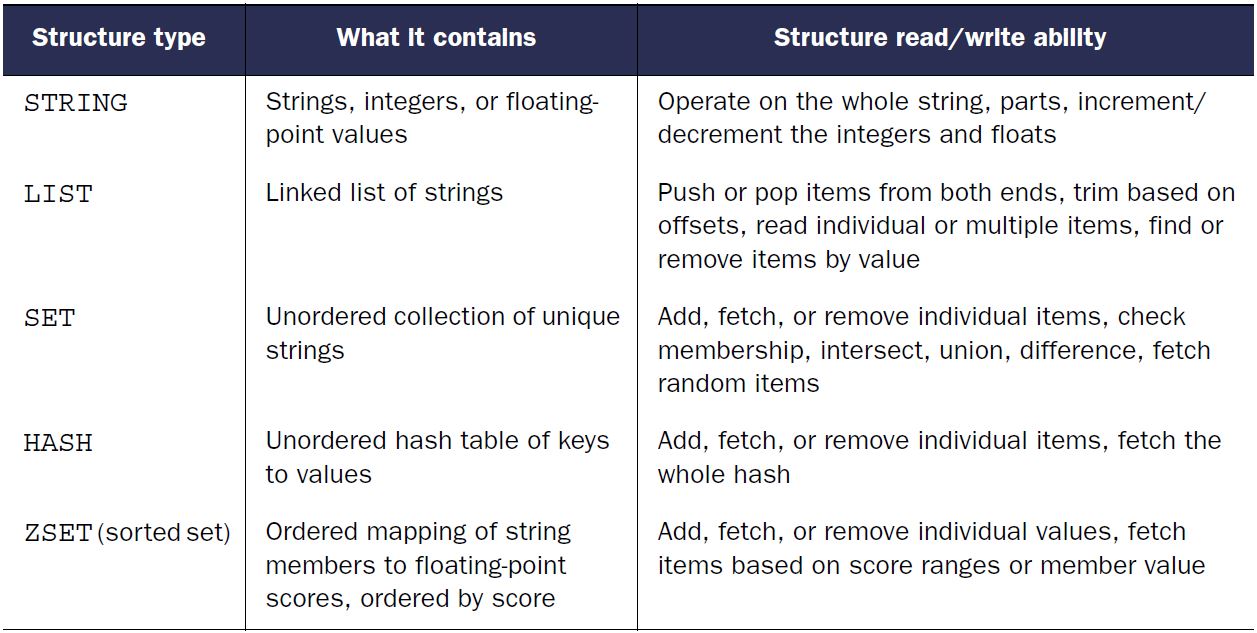 Structure type
What it contains
Structure read/write ability
STRING
Strings, integers, or floating-
point values
Operate on the whole string, parts, increment/
decrement the integers and floats
LIST
Linked list of strings
Push or pop items from both ends, trim based on
offsets, read individual or multiple items, find or
remove items by value
SET
Unordered collection of unique
strings
Add, fetch, or remove individual items, check
membership, intersect, union, difference, fetch
random items
HASH
Unordered hash table of keys
to values
Add, fetch, or remove individual items, fetch the
whole hash
ZSET (sorted set)
Ordered mapping of string
members to floating-point
scores, ordered by score
Add, fetch, or remove individual values, fetch
items based on score ranges or member value